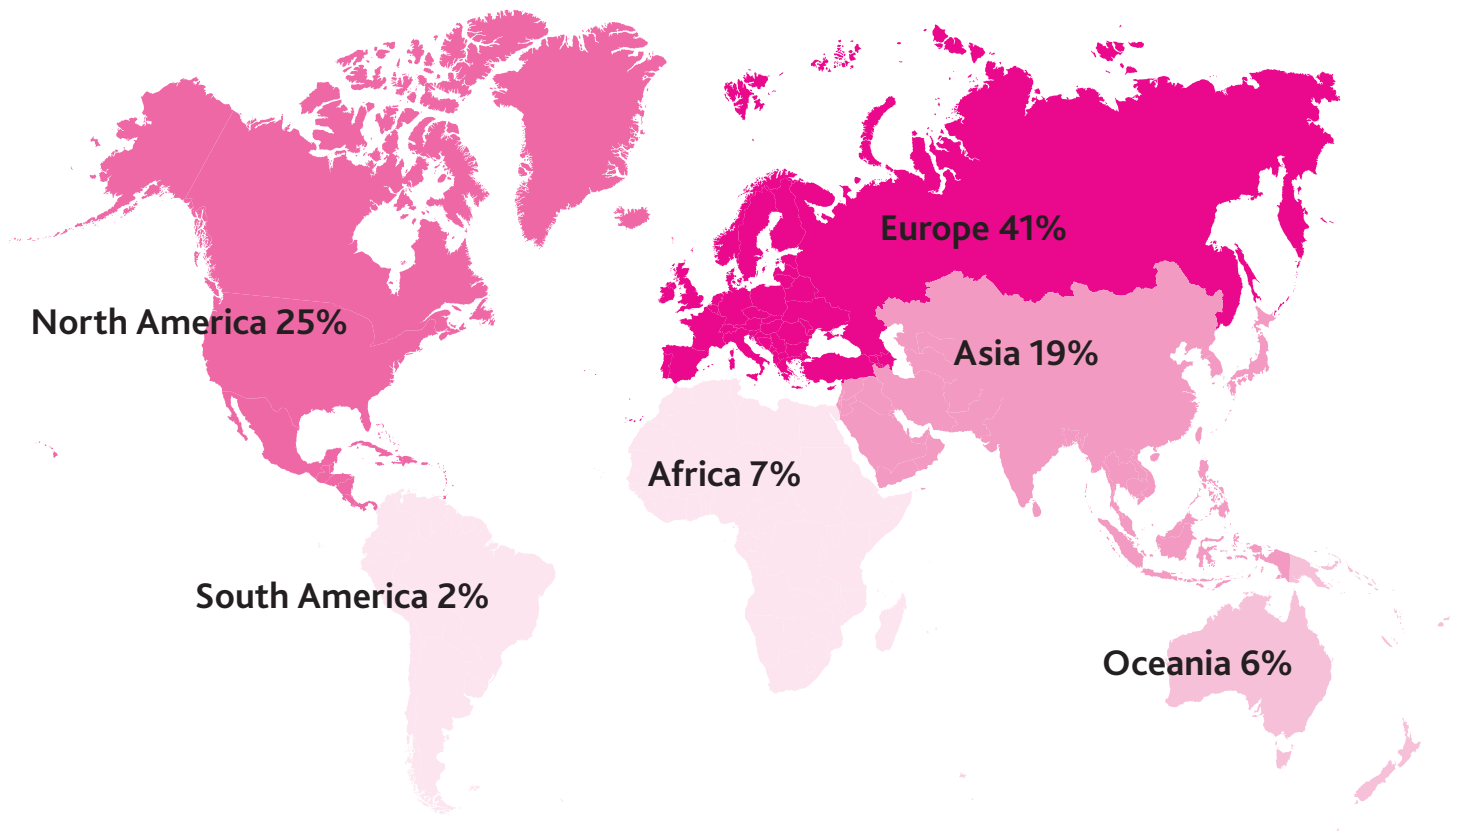 Europe 41%
North America 25%
Asia 19%
Africa 7%
South America 2%
Oceania 6%